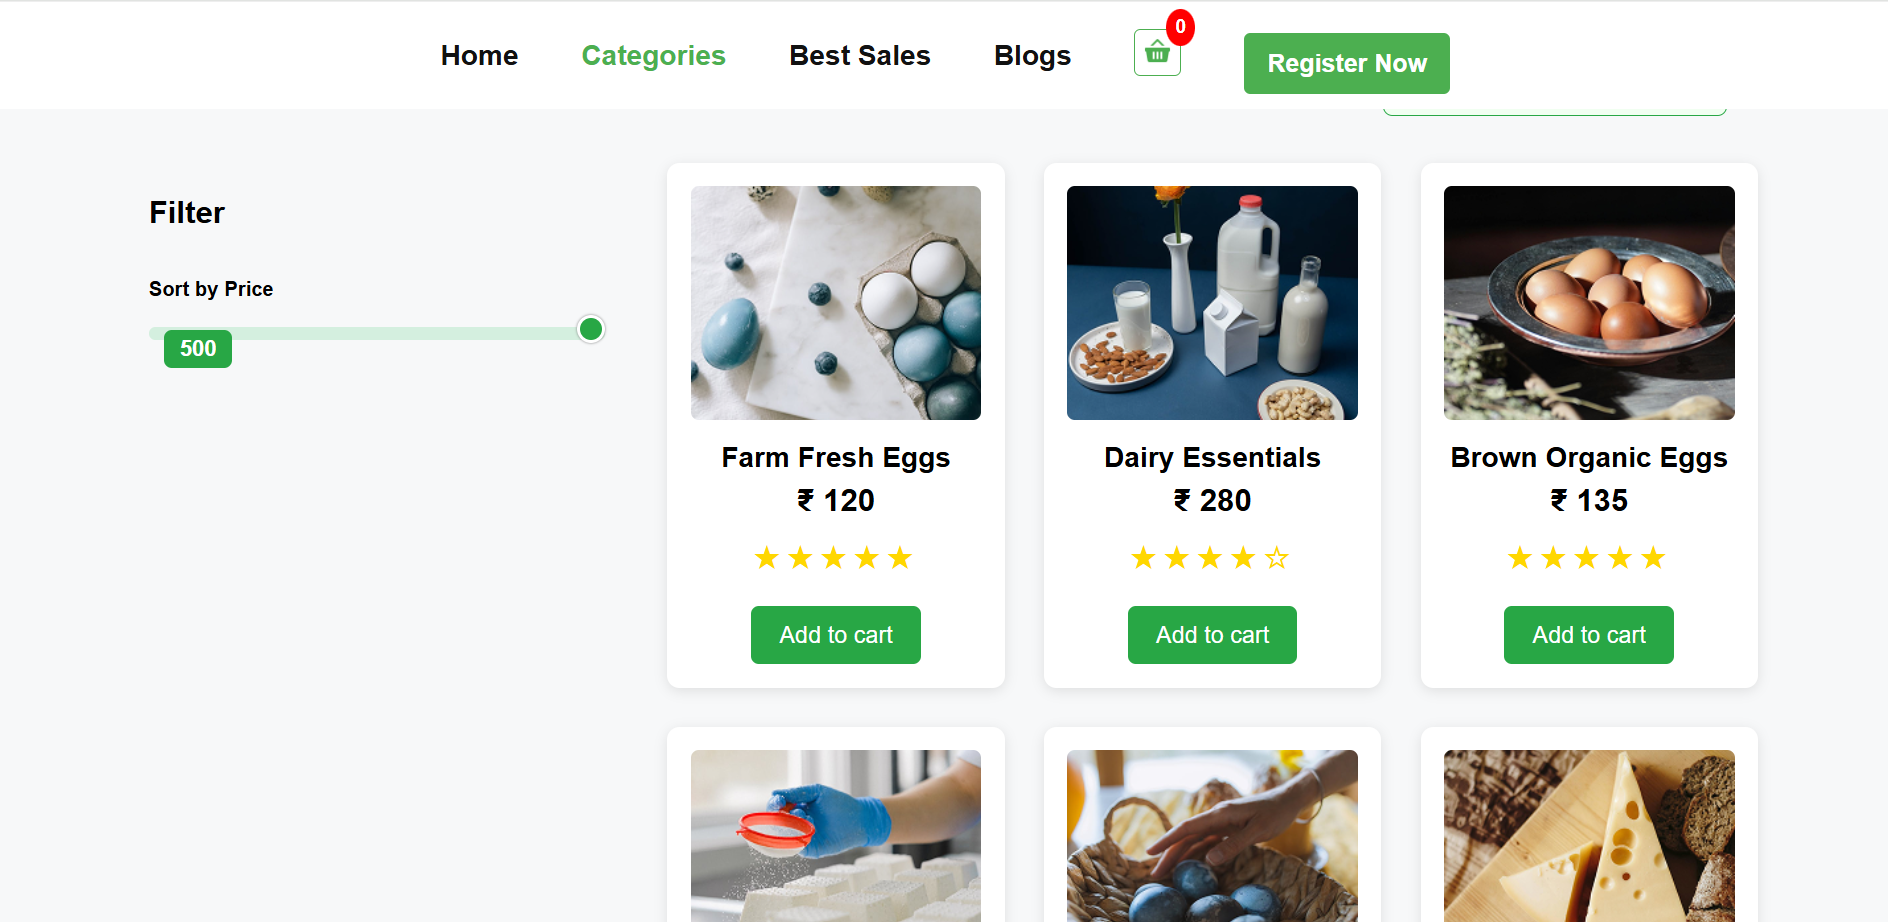 Home Categories Best Sales Blogs 0 Register Now
Filter
Sort by Price
500
Farm Fresh Eggs
₹ 120
Add to cart
Dairy Essentials
₹ 280
Add to cart
Brown Organic Eggs
₹ 135
Add to cart